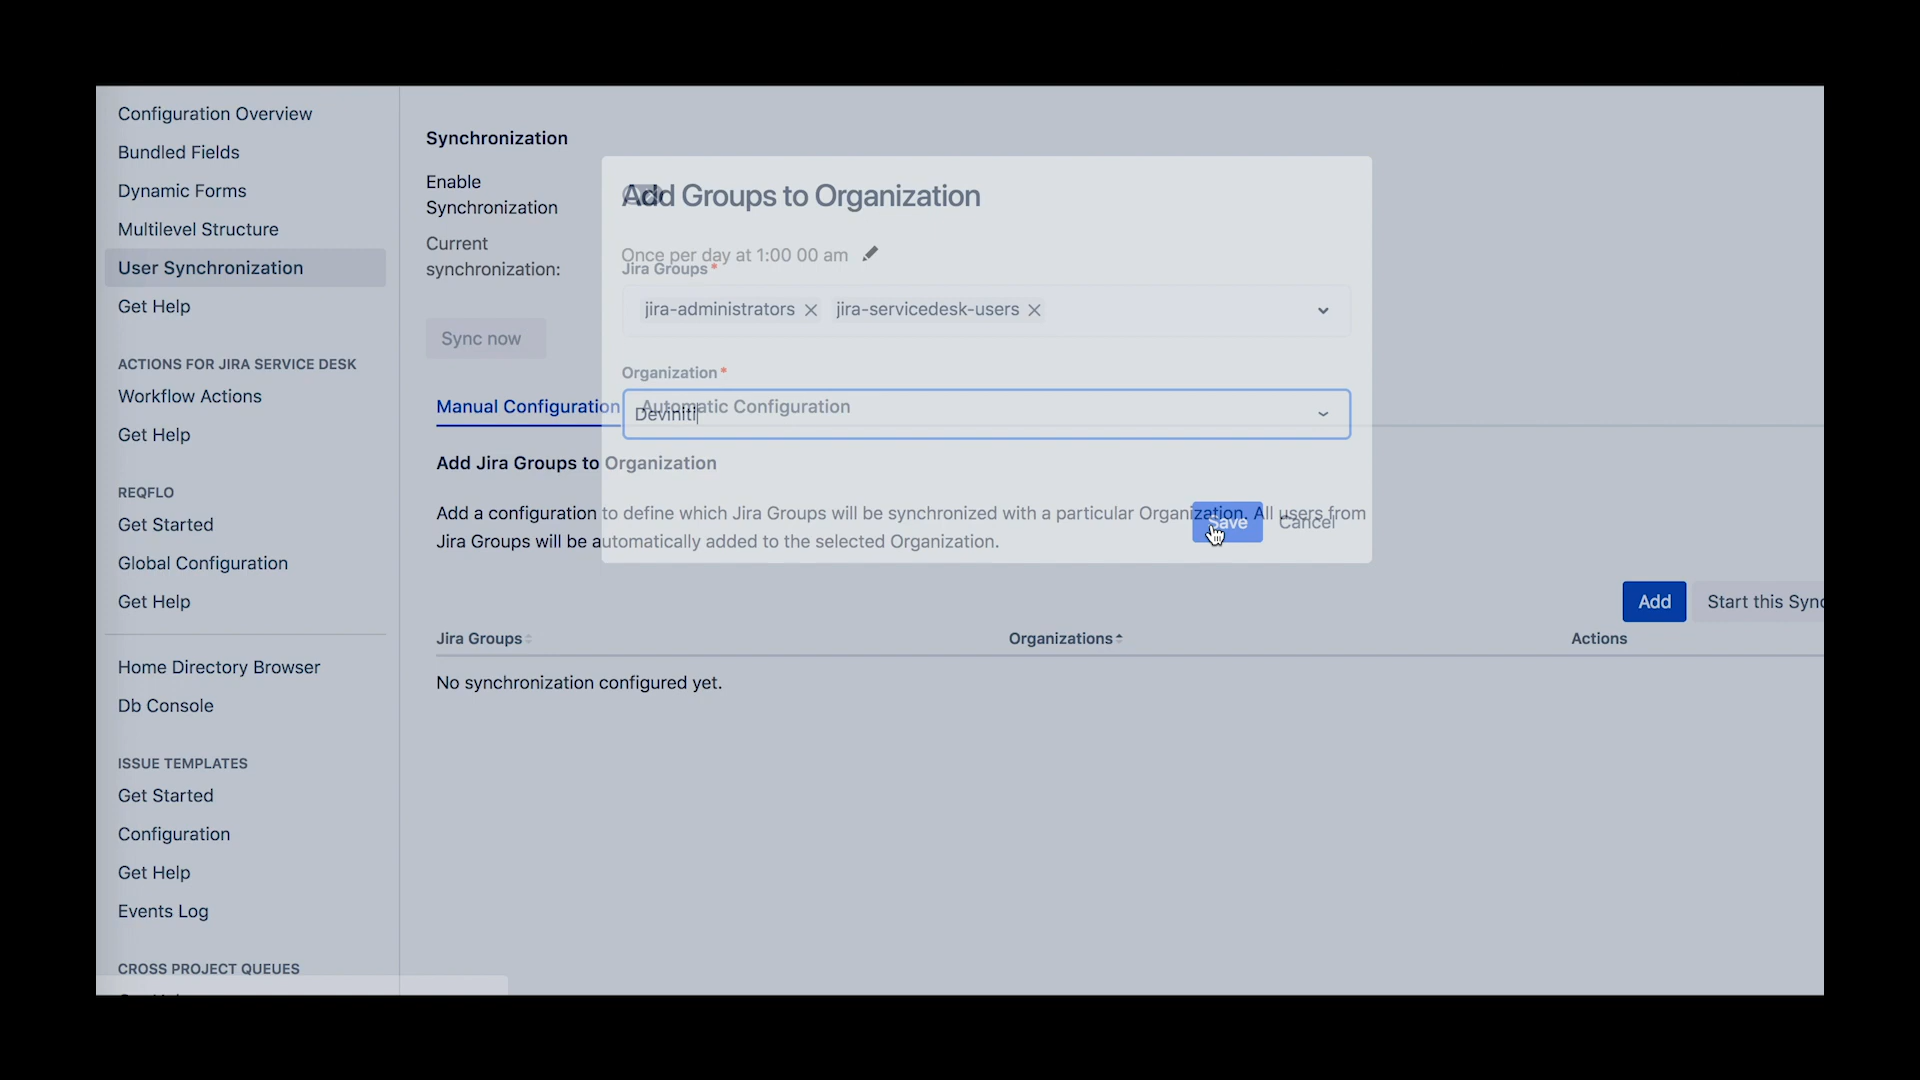 Configuration Overview
Bundled Fields
Dynamic Forms
Multilevel Structure
User Synchronization
Get Help
ACTIONS FOR JIRA SERVICE DESK
Workflow Actions
Get Help
REQFLO
Get Started
Global Configuration
Get Help
Home Directory Browser
Db Console
ISSUE TEMPLATES
Get Started
Configuration
Get Help
Events Log
CROSS PROJECT QUEUES
Synchronization
Enable
Synchronization
Current
synchronization:
Once per day at 1:00 00 am
Sync now
Add Groups to Organization
Jira Groups *
jira-administrators
jira-servicedesk-users
Organization *
Deviniti
Save
Cancel
Manual Configuration
Automatic Configuration
Add Jira Groups to Organization
Add a configuration to define which Jira Groups will be synchronized with a particular Organization. All users from
Jira Groups will be automatically added to the selected Organization.
Add
Start this
Jira Groups
Organizations
Actions
No synchronization configured yet.